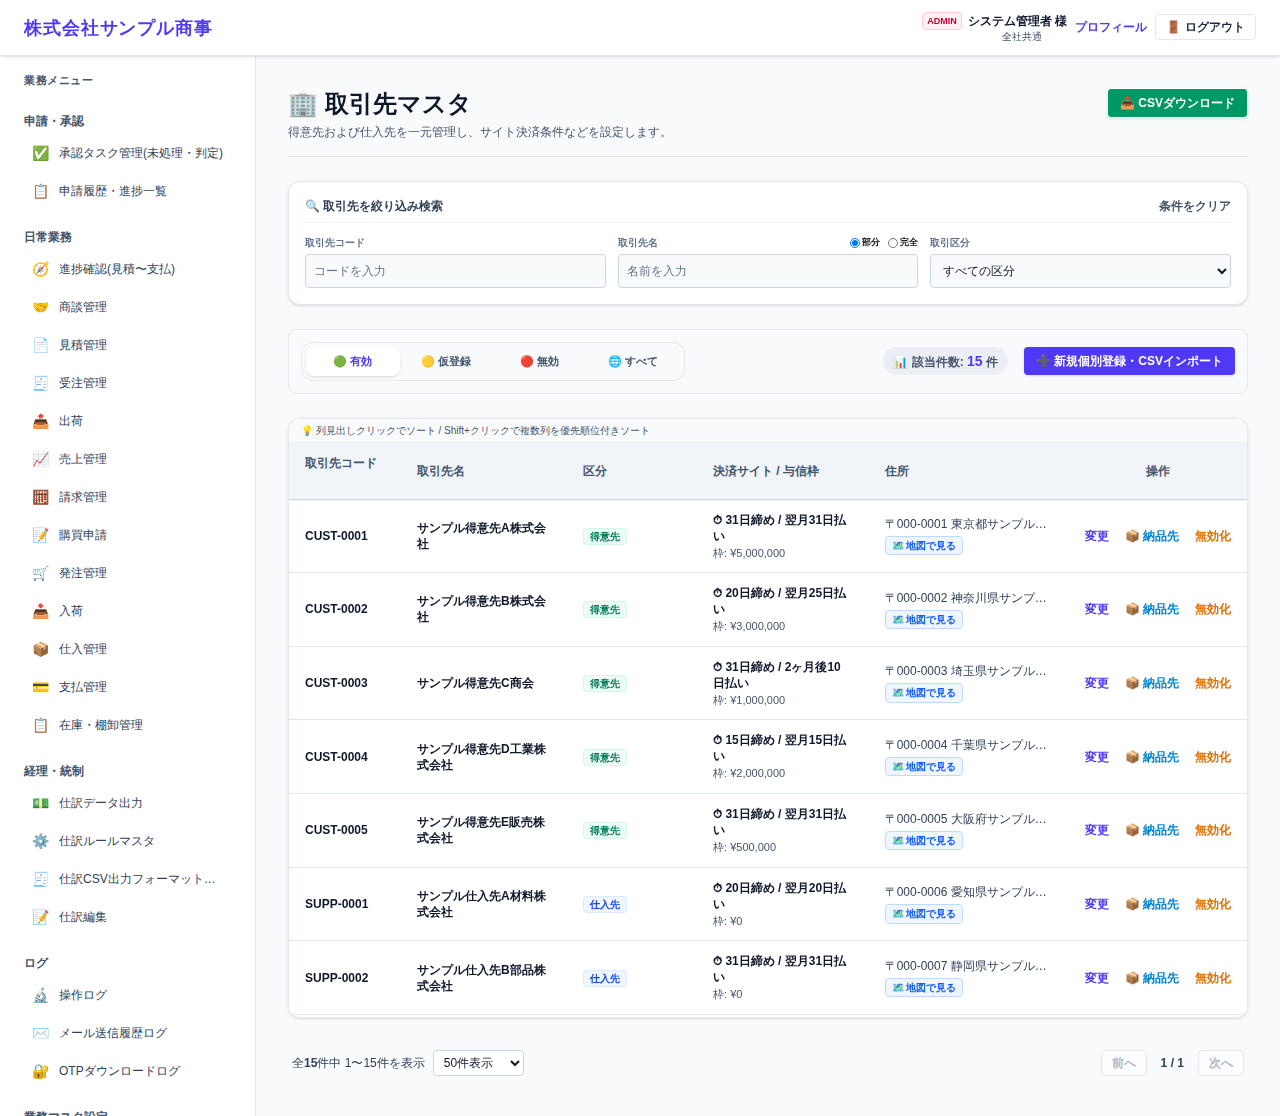 株式会社サンプル商事
ADMIN システム管理者 様
全社共通
プロフィール
🚪 ログアウト
業務メニュー
申請・承認
✅ 承認タスク管理(未処理・判定)
📋 申請履歴・進捗一覧
日常業務
🧭 進捗確認(見積〜支払)
🤝 商談管理
📄 見積管理
🧾 受注管理
📤 出荷
📈 売上管理
🧮 請求管理
📝 購買申請
🛒 発注管理
📥 入荷
📦 仕入管理
💳 支払管理
📋 在庫・棚卸管理
経理・統制
💵 仕訳データ出力
⚙️ 仕訳ルールマスタ
🧾 仕訳CSV出力フォーマット…
📝 仕訳編集
ログ
🔬 操作ログ
✉️ メール送信履歴ログ
🔐 OTPダウンロードログ
業務マスタ設定
🏢 取引先マスタ
得意先および仕入先を一元管理し、サイト決済条件などを設定します。
📥 CSVダウンロード
🔍 取引先を絞り込み検索
条件をクリア
取引先コード
コードを入力
取引先名 部分 完全
名前を入力
取引区分
すべての区分
🟢 有効 🟡 仮登録 🔴 無効 🌐 すべて
📊 該当件数: 15 件
➕ 新規個別登録・CSVインポート
💡 列見出しクリックでソート / Shift+クリックで複数列を優先順位付きソート
取引先コード 取引先名 区分 決済サイト / 与信枠 住所 操作
CUST-0001
サンプル得意先A株式会
社
得意先
⏱ 31日締め / 翌月31日払
い
枠: ¥5,000,000
〒000-0001 東京都サンプル…
🗺️ 地図で見る
変更 📦 納品先 無効化
CUST-0002
サンプル得意先B株式会
社
得意先
⏱ 20日締め / 翌月25日払
い
枠: ¥3,000,000
〒000-0002 神奈川県サンプ…
🗺️ 地図で見る
変更 📦 納品先 無効化
CUST-0003
サンプル得意先C商会
得意先
⏱ 31日締め / 2ヶ月後10
日払い
枠: ¥1,000,000
〒000-0003 埼玉県サンプル…
🗺️ 地図で見る
変更 📦 納品先 無効化
CUST-0004
サンプル得意先D工業株
式会社
得意先
⏱ 15日締め / 翌月15日払
い
枠: ¥2,000,000
〒000-0004 千葉県サンプル…
🗺️ 地図で見る
変更 📦 納品先 無効化
CUST-0005
サンプル得意先E販売株
式会社
得意先
⏱ 31日締め / 翌月31日払
い
枠: ¥500,000
〒000-0005 大阪府サンプル…
🗺️ 地図で見る
変更 📦 納品先 無効化
SUPP-0001
サンプル仕入先A材料株
式会社
仕入先
⏱ 20日締め / 翌月20日払
い
枠: ¥0
〒000-0006 愛知県サンプル…
🗺️ 地図で見る
変更 📦 納品先 無効化
SUPP-0002
サンプル仕入先B部品株
式会社
仕入先
⏱ 31日締め / 翌月31日払
い
枠: ¥0
〒000-0007 静岡県サンプル…
🗺️ 地図で見る
変更 📦 納品先 無効化
全15件中 1〜15件を表示 50件表示
前へ 1 / 1 次へ